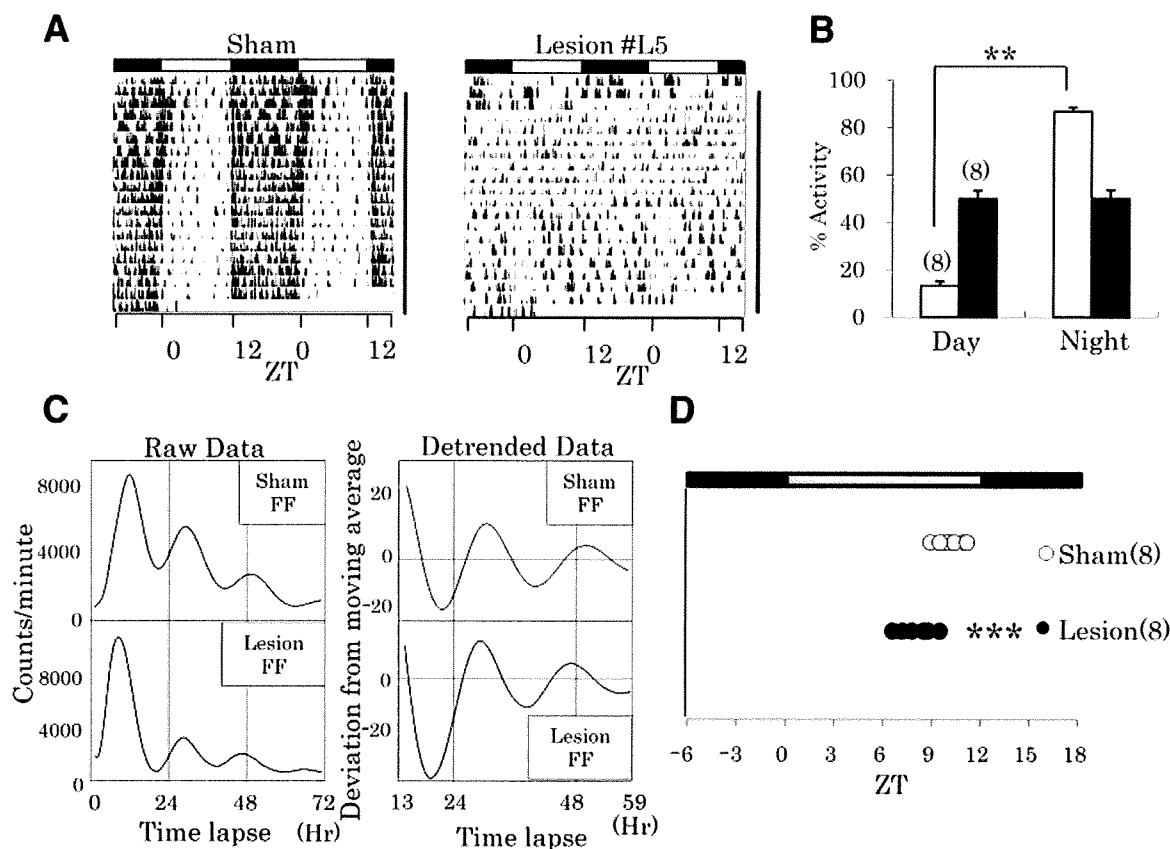 A
Sham
Lesion #L5
0 12 0 12
ZT
0 12 0 12
ZT
B
**
100
80
60
40
20
0
% Activity
(8)
(8)
Day Night
C
Raw Data
Counts/minute
8000
4000
0
Sham
FF
8000
4000
0
Lesion
FF
0 24 48 72
Time lapse (Hr)
Detrended Data
Deviation from moving average
20
0
-20
Sham
FF
20
0
-20
Lesion
FF
13 24 48 59
Time lapse (Hr)
D
Sham(8)
*** Lesion(8)
-6 -3 0 3 6 9 12 15 18
ZT